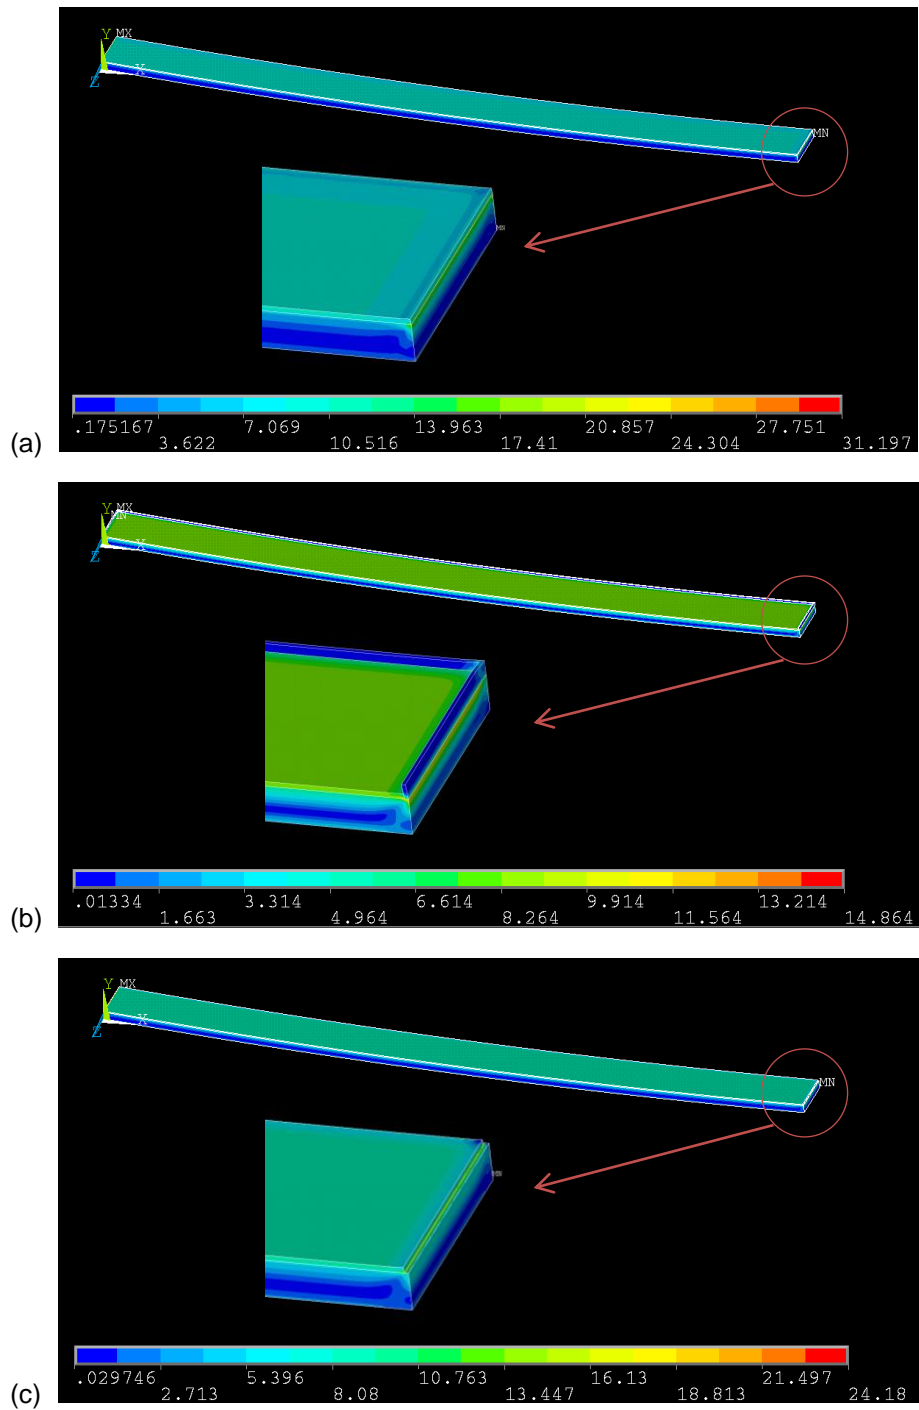 Y MX
X
Z
MN
MN
.175167 7.069 13.963 20.857 27.751
(a)
3.622 10.516 17.41 24.304 31.197
Y MX
MN
X
Z
.01334 3.314 6.614 9.914 13.214
(b)
1.663 4.964 8.264 11.564 14.864
Y MX
X
Z
MN
MN
.029746 5.396 10.763 16.13 21.497
(c)
2.713 8.08 13.447 18.813 24.18